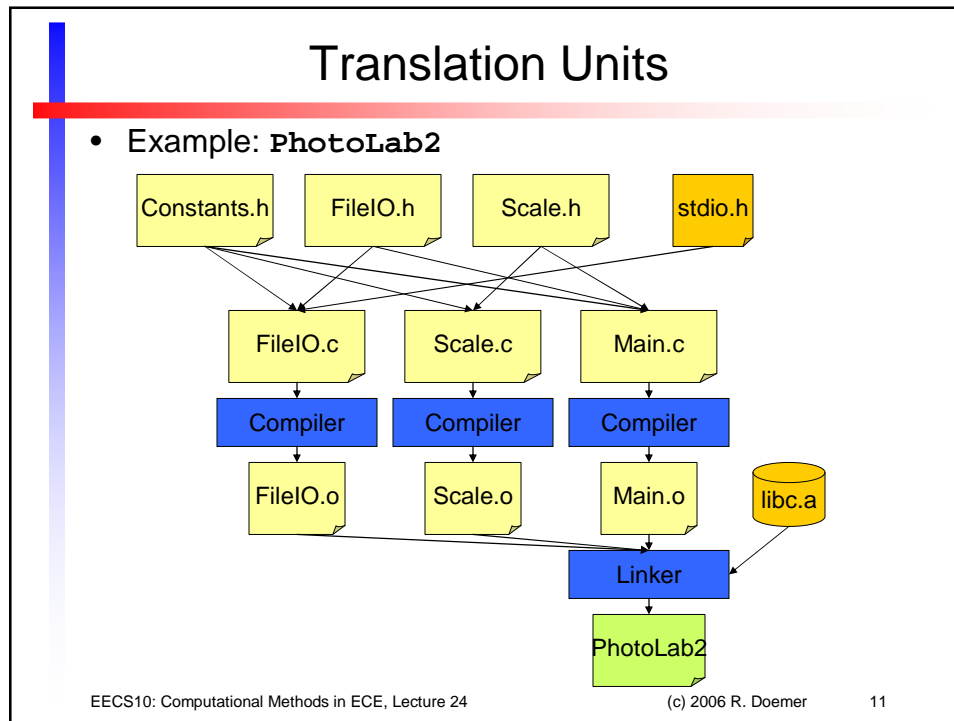 Translation Units
• Example: PhotoLab2
Constants.h FileIO.h Scale.h stdio.h
FileIO.c Scale.c Main.c
Compiler Compiler Compiler
FileIO.o Scale.o Main.o libc.a
Linker
PhotoLab2
EECS10: Computational Methods in ECE, Lecture 24 (c) 2006 R. Doemer 11